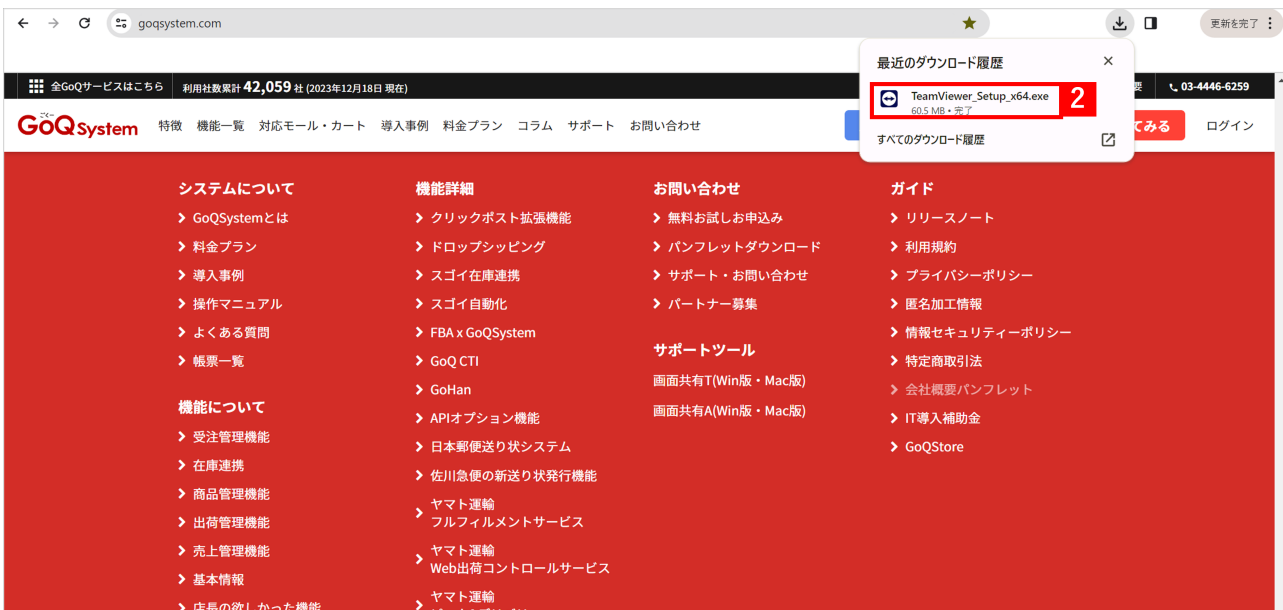 goqsystem.com
更新を完了
最近のダウンロード履歴
TeamViewer_Setup_x64.exe
60.5 MB • 完了
2
すべてのダウンロード履歴
全GoQサービスはこちら
利用社数累計 42,059 社 (2023年12月18日 現在)
要
03-4446-6259
ごくー
GoQSystem
特徴
機能一覧
対応モール・カート
導入事例
料金プラン
コラム
サポート
お問い合わせ
てみる
ログイン
システムについて
GoQSystemとは
料金プラン
導入事例
操作マニュアル
よくある質問
帳票一覧
機能について
受注管理機能
在庫連携
商品管理機能
出荷管理機能
売上管理機能
基本情報
店長の欲しかった機能
機能詳細
クリックポスト拡張機能
ドロップシッピング
スゴイ在庫連携
スゴイ自動化
FBA x GoQSystem
GoQ CTI
GoHan
APIオプション機能
日本郵便送り状システム
佐川急便の新送り状発行機能
ヤマト運輸
フルフィルメントサービス
ヤマト運輸
Web出荷コントロールサービス
ヤマト運輸
お問い合わせ
無料お試しお申込み
パンフレットダウンロード
サポート・お問い合わせ
パートナー募集
サポートツール
画面共有T(Win版・Mac版)
画面共有A(Win版・Mac版)
ガイド
リリースノート
利用規約
プライバシーポリシー
匿名加工情報
情報セキュリティーポリシー
特定商取引法
会社概要パンフレット
IT導入補助金
GoQStore